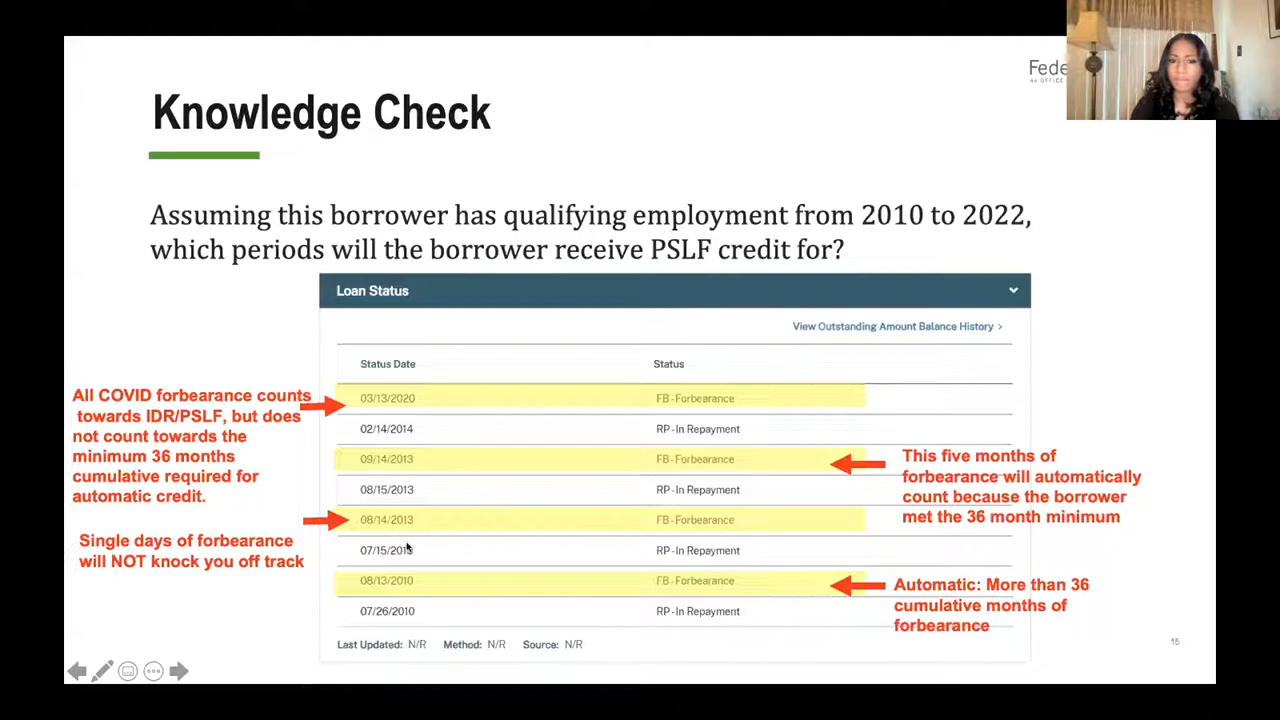 Knowledge Check
Assuming this borrower has qualifying employment from 2010 to 2022,
which periods will the borrower receive PSLF credit for?
Loan Status
View Outstanding Amount Balance History >
Status Date Status
03/13/2020 FB - Forbearance
02/14/2014 RP - In Repayment
09/14/2013 FB - Forbearance
08/15/2013 RP - In Repayment
08/14/2013 FB - Forbearance
07/15/2013 RP - In Repayment
08/13/2010 FB - Forbearance
07/26/2010 RP - In Repayment
Last Updated: N/R Method: N/R Source: N/R
All COVID forbearance counts
towards IDR/PSLF, but does
not count towards the
minimum 36 months
cumulative required for
automatic credit.
Single days of forbearance
will NOT knock you off track
This five months of
forbearance will automatically
count because the borrower
met the 36 month minimum
Automatic: More than 36
cumulative months of
forbearance
15